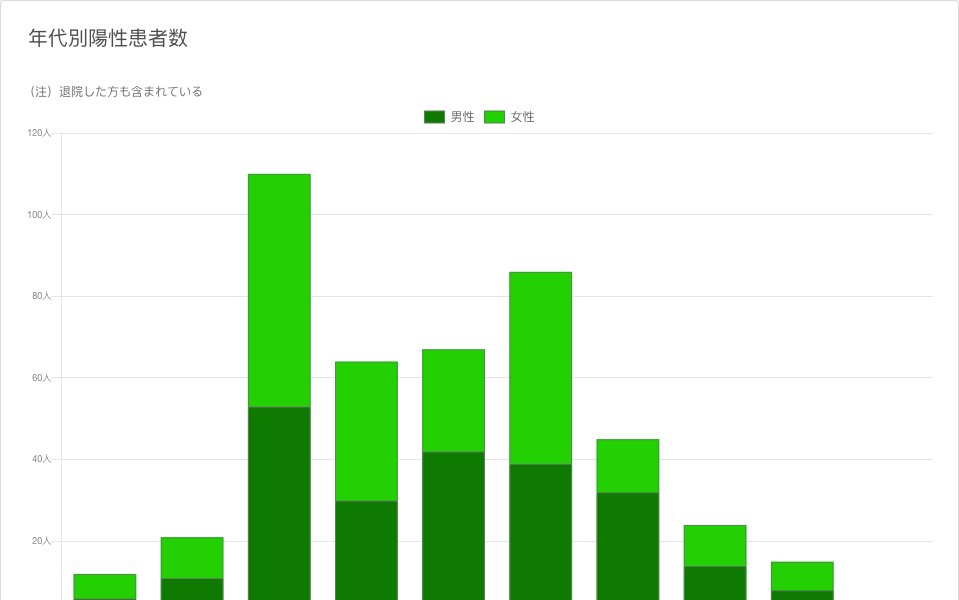 年代別陽性患者数
（注）退院した方も含まれている
男性 女性
120人
100人
80人
60人
40人
20人